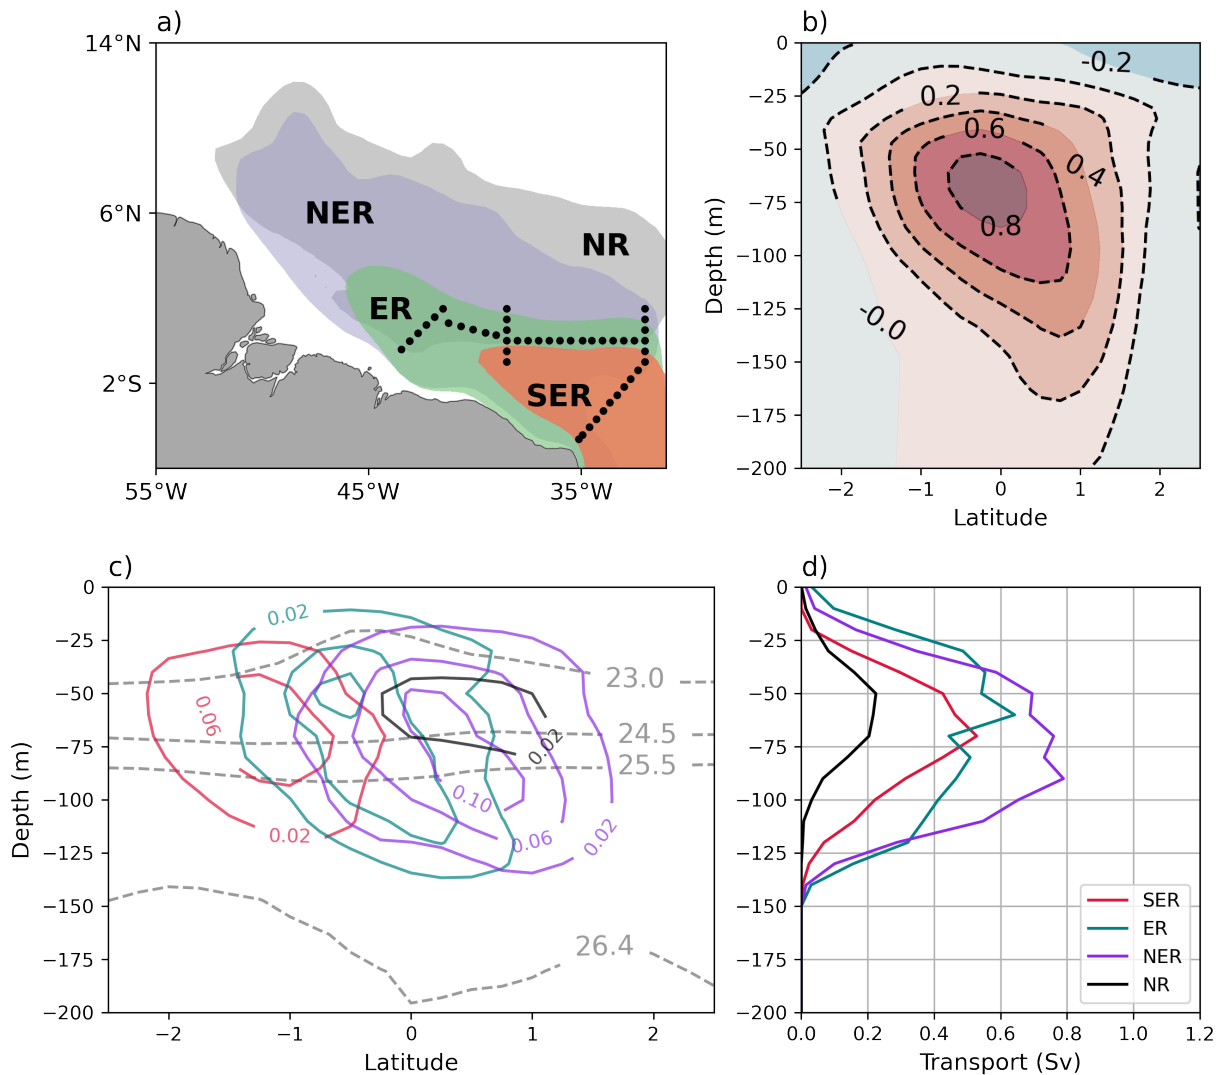 a)
14°N
6°N
2°S
55°W
45°W
35°W
NER
NR
ER
SER
b)
0
−25
−50
−75
−100
−125
−150
−175
−200
Depth (m)
−2
−1
0
1
2
Latitude
-0.2
0.2
0.6
0.4
0.8
-0.0
c)
0
−25
−50
−75
−100
−125
−150
−175
−200
Depth (m)
−2
−1
0
1
2
Latitude
0.02
0.06
0.02
23.0
24.5
25.5
0.02
0.10
0.06
0.02
26.4
d)
0
−25
−50
−75
−100
−125
−150
−175
−200
0.0
0.2
0.4
0.6
0.8
1.0
1.2
Transport (Sv)
SER
ER
NER
NR